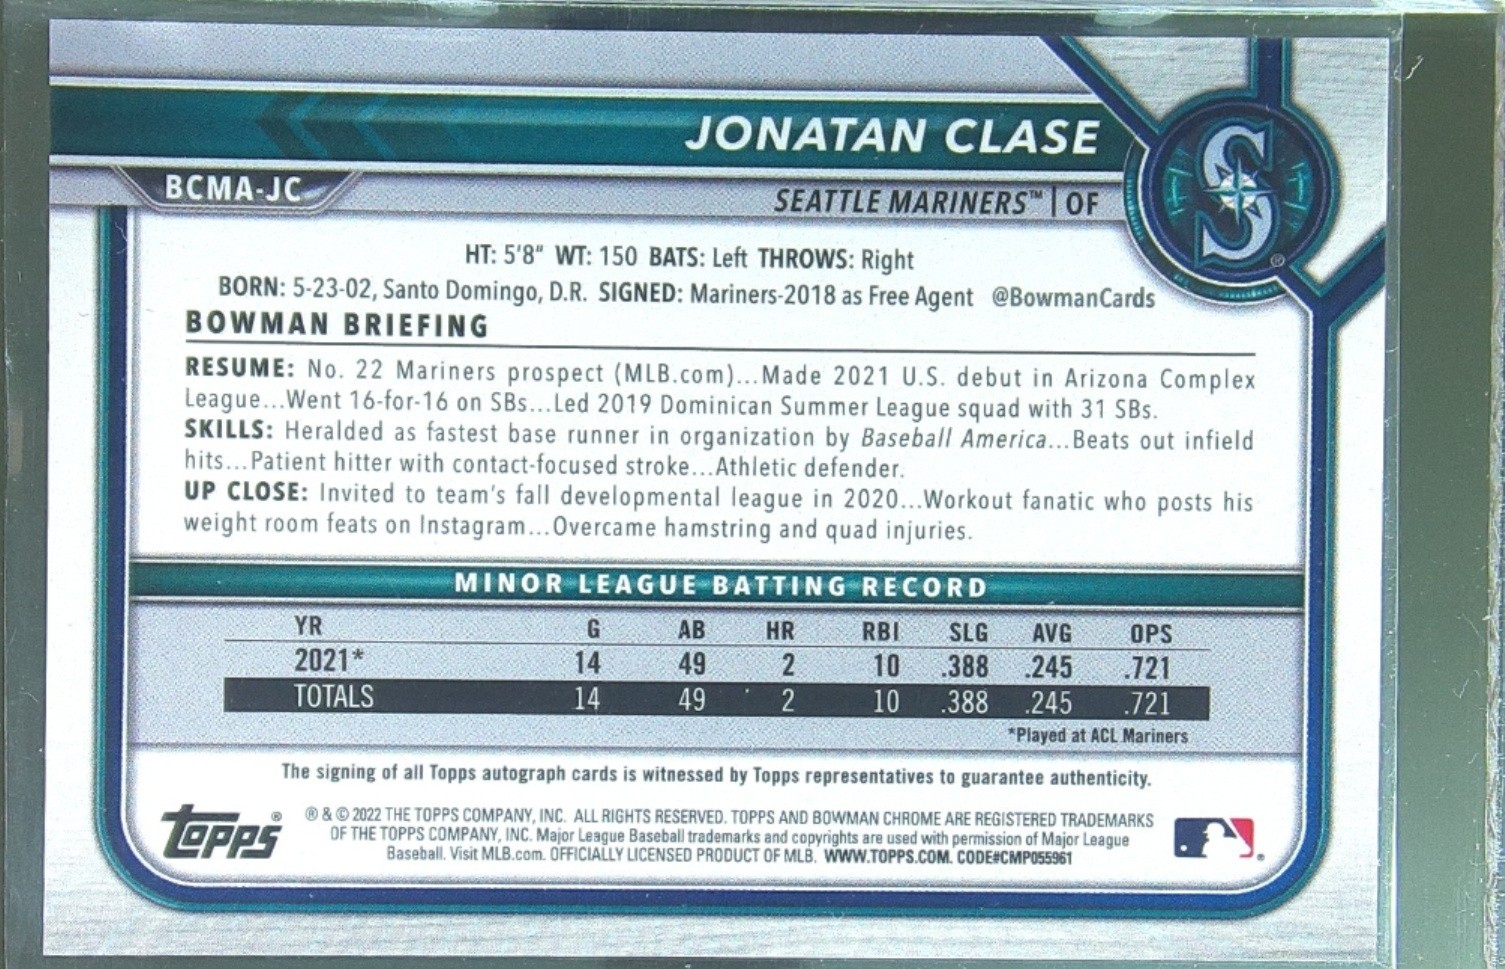 JONATAN CLASE
BCMA-JC
SEATTLE MARINERS™ | OF
S
®
HT: 5'8" WT: 150 BATS: Left THROWS: Right
BORN: 5-23-02, Santo Domingo, D.R. SIGNED: Mariners-2018 as Free Agent @BowmanCards
BOWMAN BRIEFING
RESUME: No. 22 Mariners prospect (MLB.com)...Made 2021 U.S. debut in Arizona Complex
League...Went 16-for-16 on SBs...Led 2019 Dominican Summer League squad with 31 SBs.
SKILLS: Heralded as fastest base runner in organization by Baseball America...Beats out infield
hits...Patient hitter with contact-focused stroke...Athletic defender.
UP CLOSE: Invited to team's fall developmental league in 2020...Workout fanatic who posts his
weight room feats on Instagram...Overcame hamstring and quad injuries.
MINOR LEAGUE BATTING RECORD
YR G AB HR RBI SLG AVG OPS
2021* 14 49 2 10 .388 .245 .721
TOTALS 14 49 2 10 .388 .245 .721
*Played at ACL Mariners
The signing of all Topps autograph cards is witnessed by Topps representatives to guarantee authenticity.
topps®
® & © 2022 THE TOPPS COMPANY, INC. ALL RIGHTS RESERVED. TOPPS AND BOWMAN CHROME ARE REGISTERED TRADEMARKS
OF THE TOPPS COMPANY, INC. Major League Baseball trademarks and copyrights are used with permission of Major League
Baseball. Visit MLB.com. OFFICIALLY LICENSED PRODUCT OF MLB. WWW.TOPPS.COM. CODE#CMP055961
®